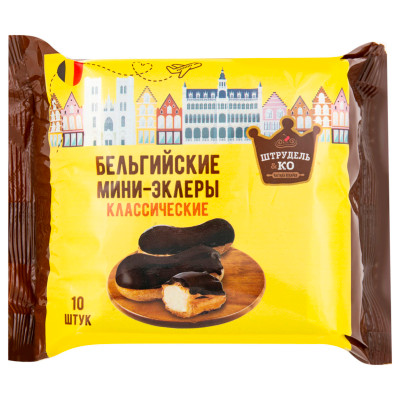 ШТРУДЕЛЬ
&КО
БЕЛЬГИЙСКИЕ
МИНИ-ЭКЛЕРЫ
КЛАССИЧЕСКИЕ
10
ШТУК